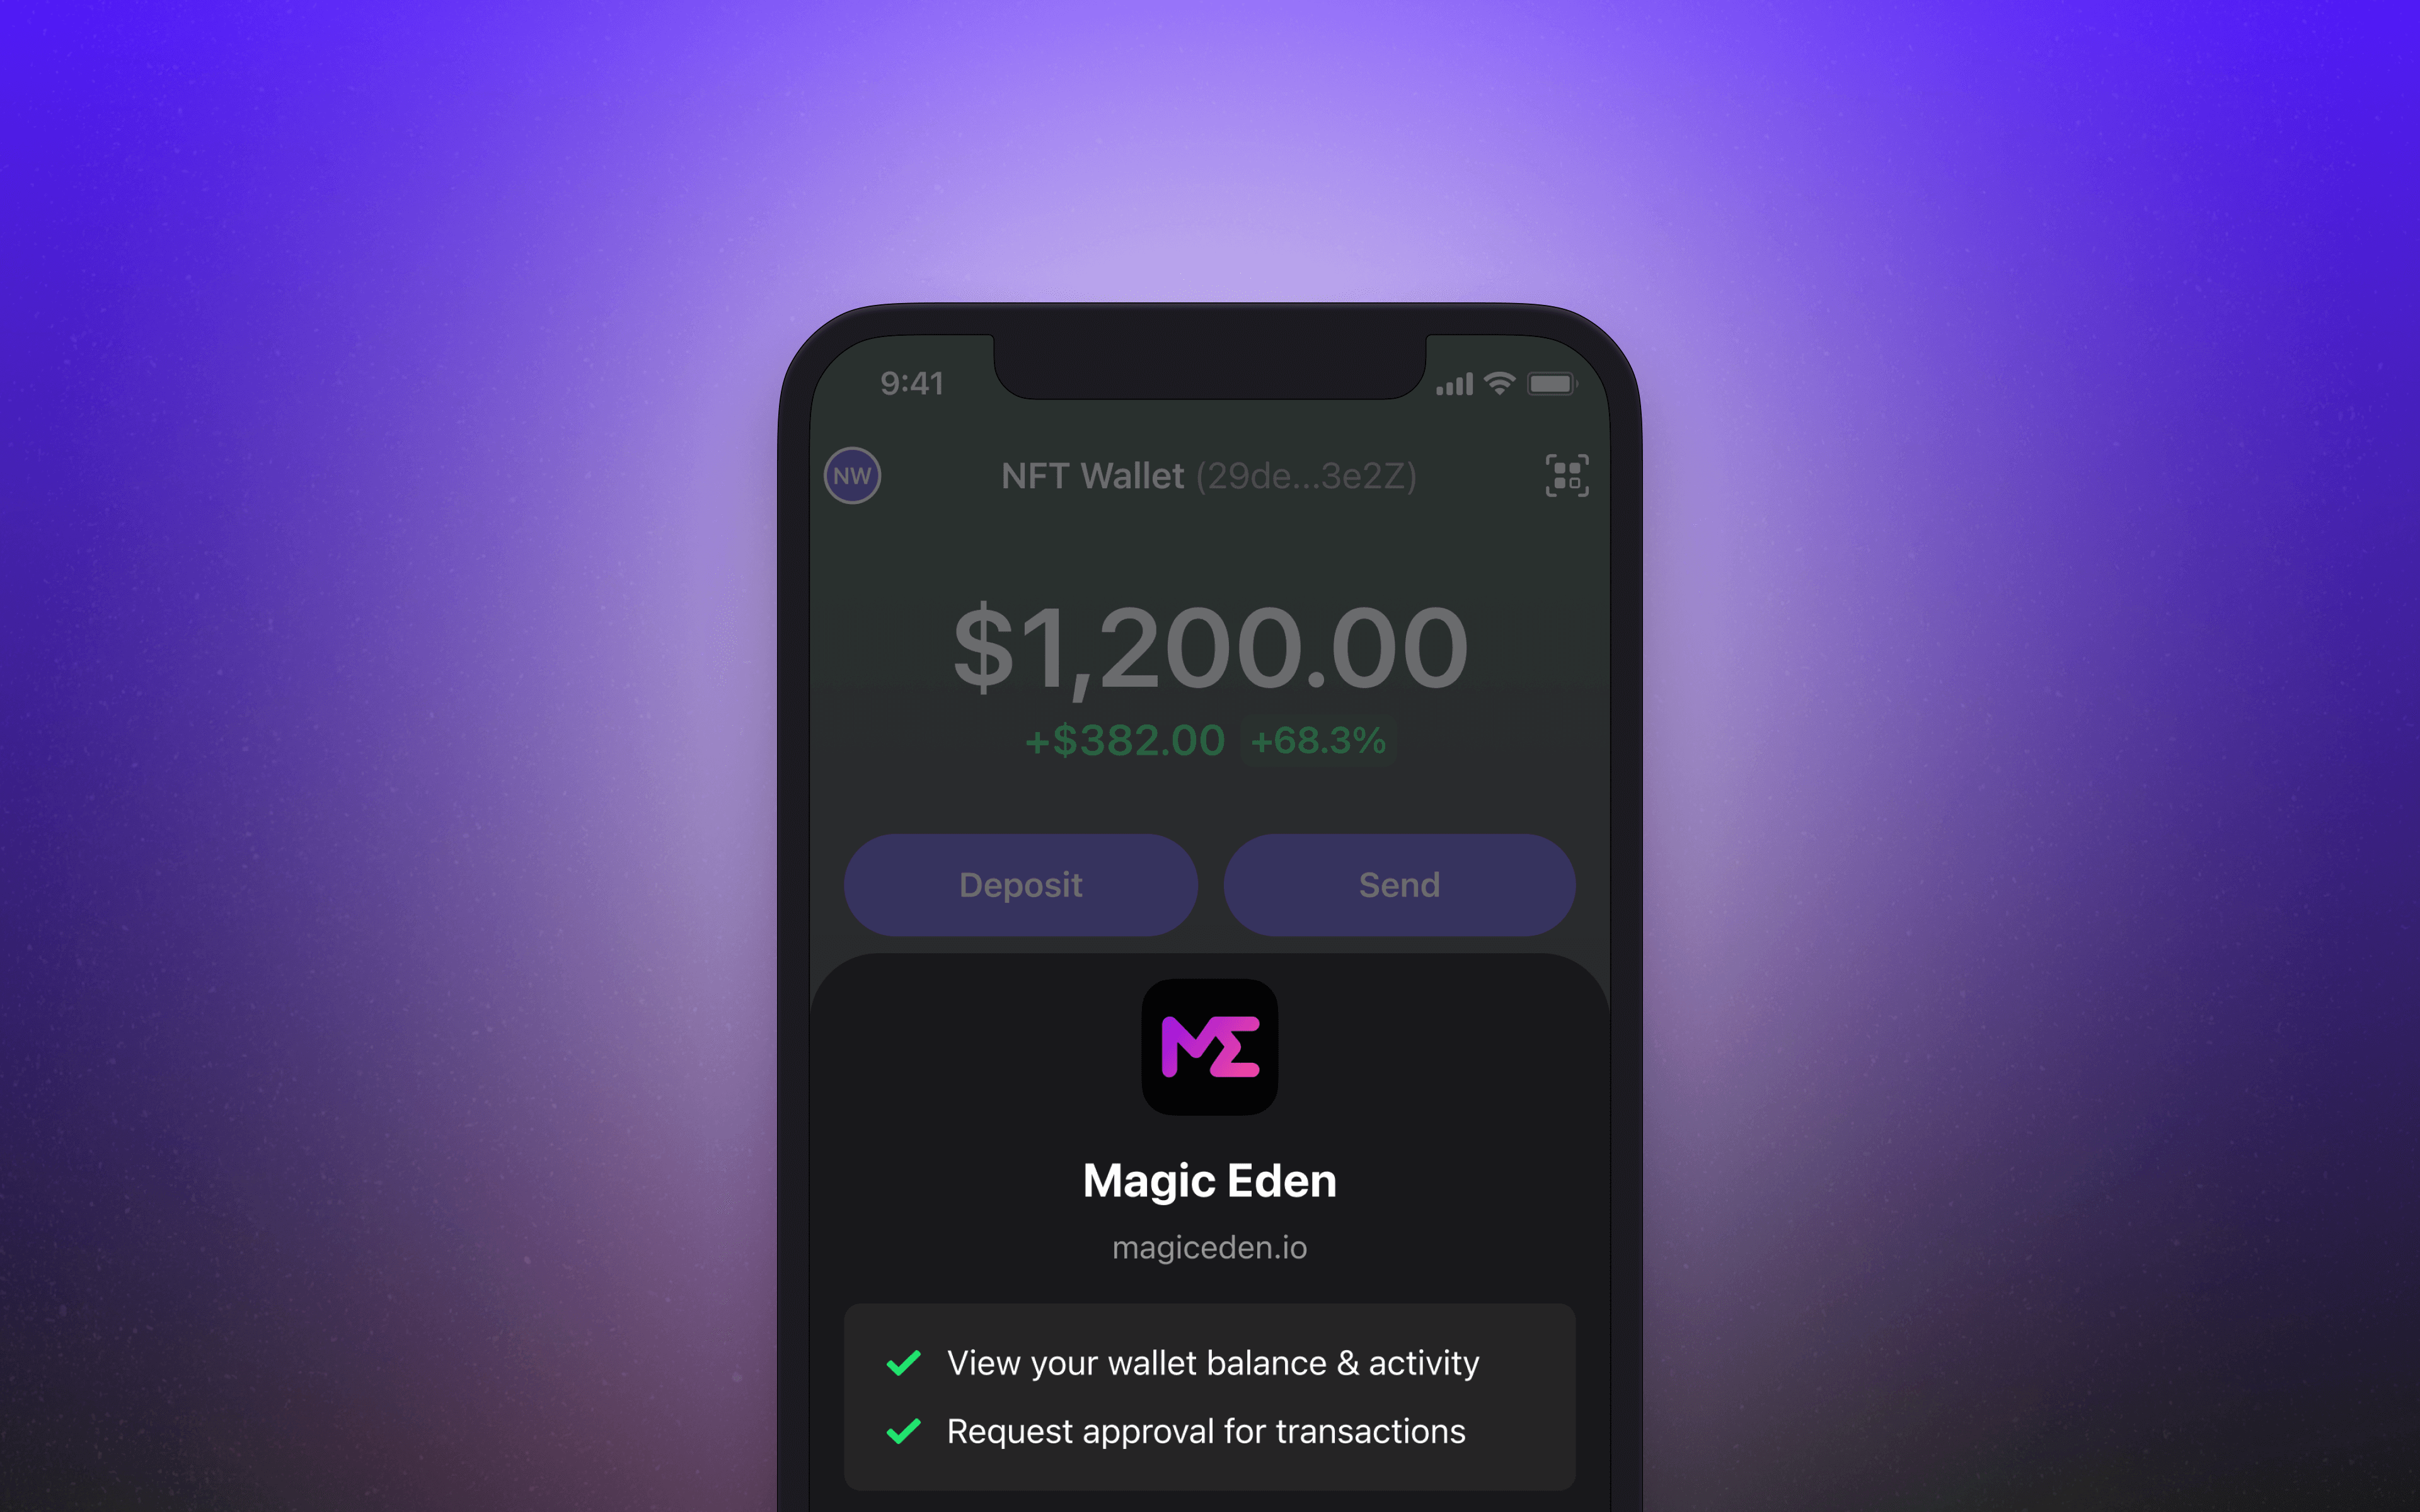 9:41
NW
NFT Wallet (29de...3e2Z)
$1,200.00
+$382.00 +68.3%
Deposit Send
ME
Magic Eden
magiceden.io
View your wallet balance & activity
Request approval for transactions